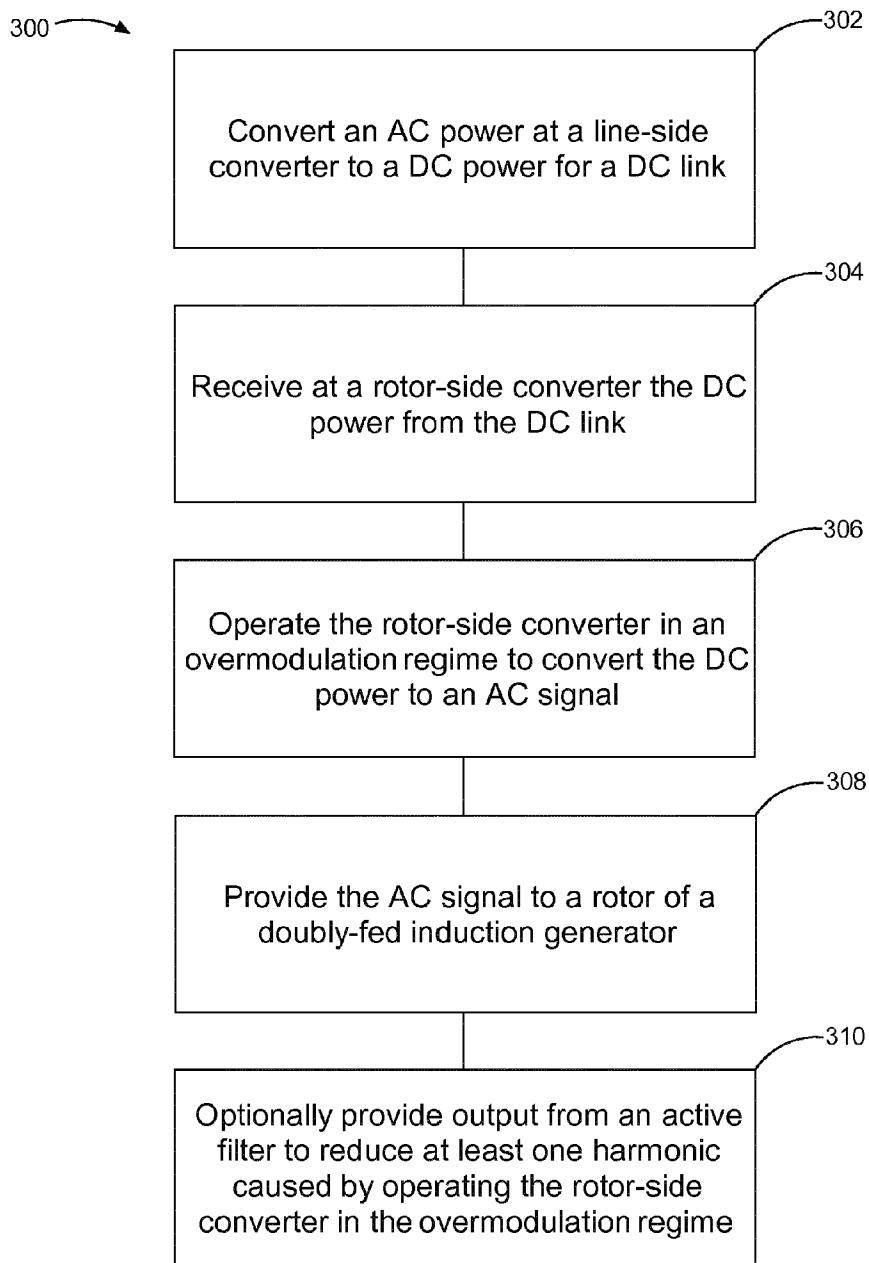 300
302
Convert an AC power at a line-side
converter to a DC power for a DC link
304
Receive at a rotor-side converter the DC
power from the DC link
306
Operate the rotor-side converter in an
overmodulation regime to convert the DC
power to an AC signal
308
Provide the AC signal to a rotor of a
doubly-fed induction generator
310
Optionally provide output from an active
filter to reduce at least one harmonic
caused by operating the rotor-side
converter in the overmodulation regime